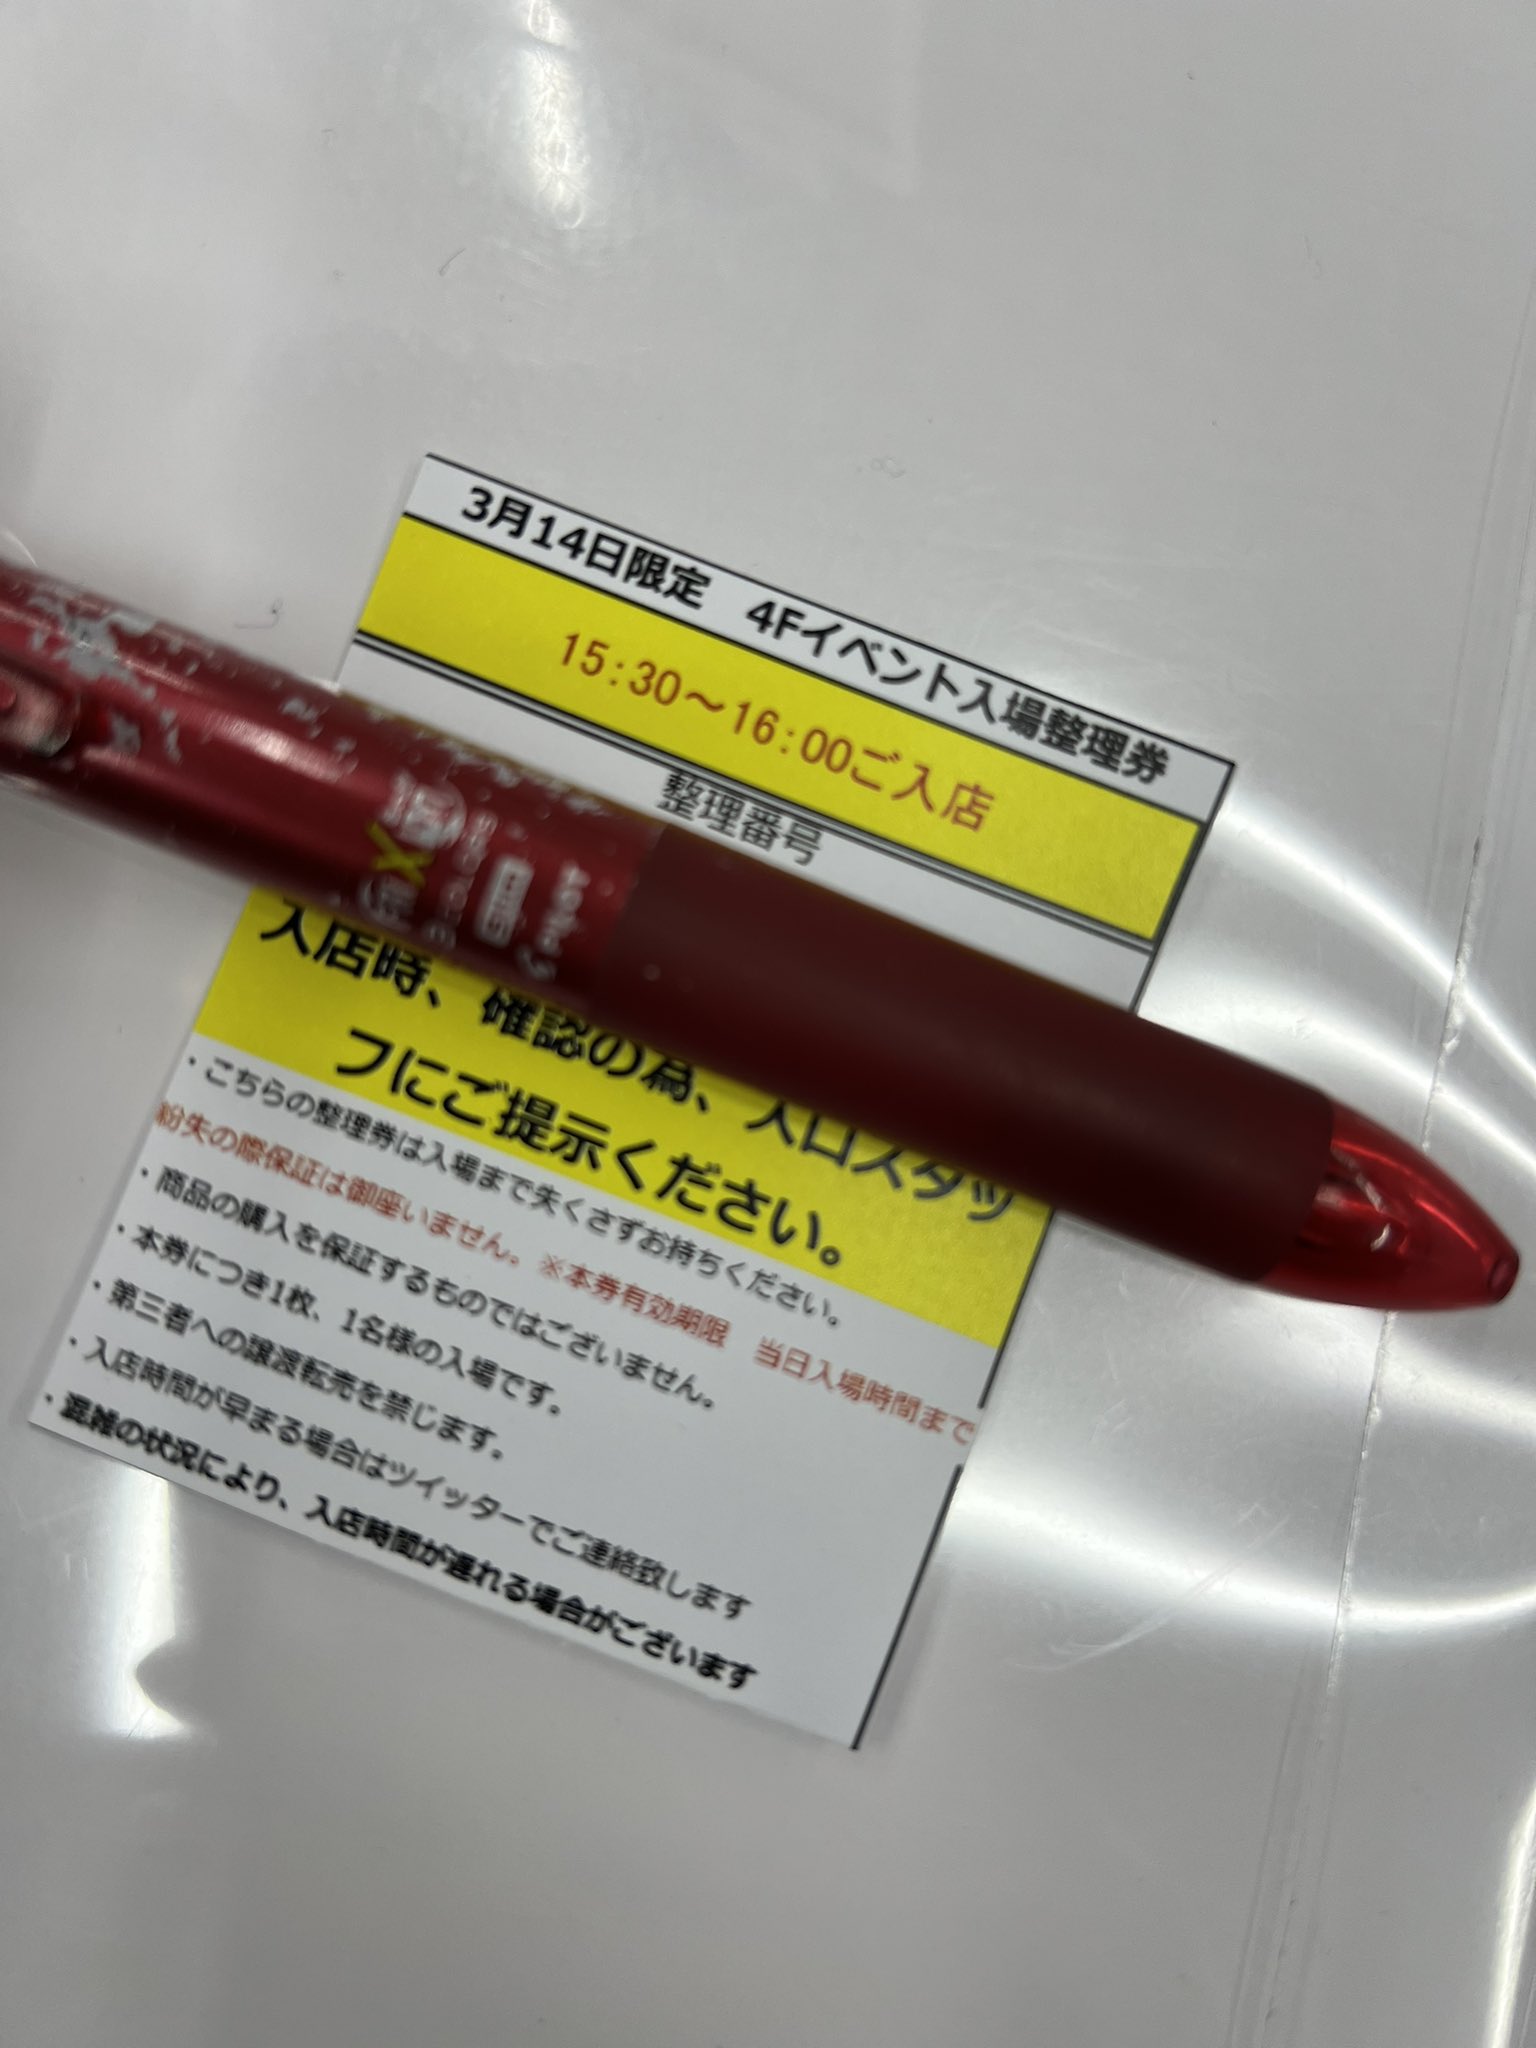 3月14日限定　4Fイベント入場整理券
15:30～16:00ご入店
整理番号
入店時、確認の為、入口スタッ
フにご提示ください。
・こちらの整理券は入場まで失くさずお持ちください。
紛失の際保証は御座いません。※本券有効期限　当日入場時間まで
・商品の購入を保証するものではございません。
・本券につき1枚、1名様の入場です。
・第三者への譲渡転売を禁じます。
・入店時間が早まる場合はツイッターでご連絡致します
・混雑の状況により、入店時間が遅れる場合がございます